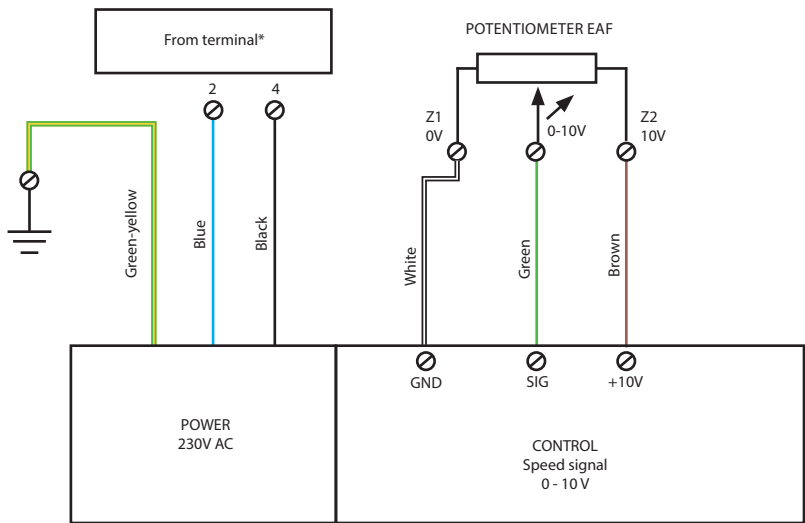 From terminal*
POTENTIOMETER EAF
2
4
Z1
0V
0-10V
Z2
10V
Green-yellow
Blue
Black
White
Green
Brown
GND
SIG
+10V
POWER
230V AC
CONTROL
Speed signal
0 - 10 V